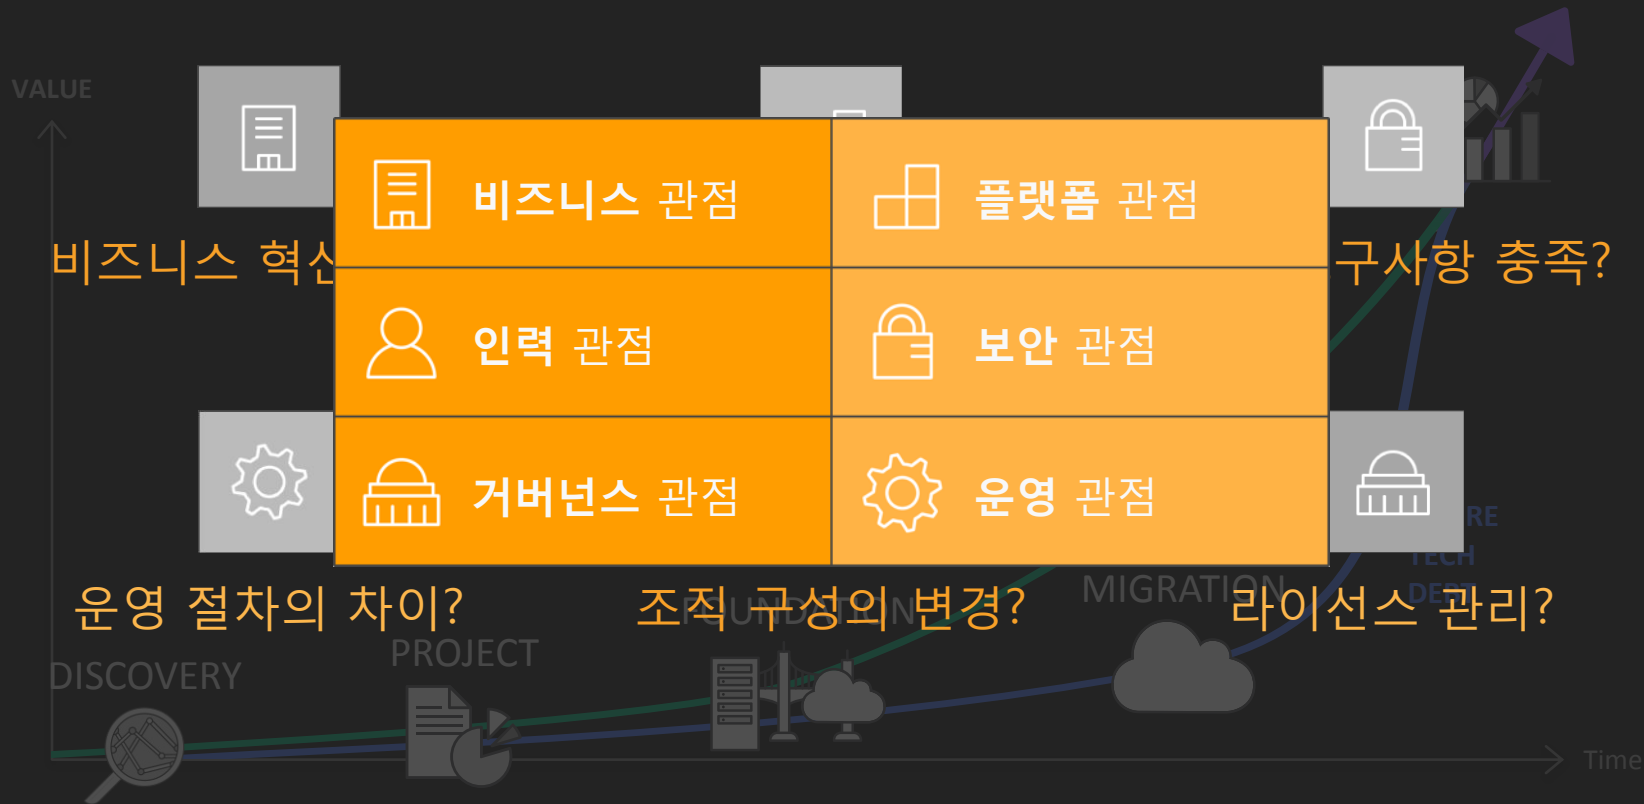 VALUE
비즈니스 관점
플랫폼 관점
비즈니스 혁신
구사항 충족?
인력 관점
보안 관점
거버넌스 관점
운영 관점
RE
TECH
DEPT
운영 절차의 차이?
조직 구성의 변경?
라이선스 관리?
FOUNDATION
MIGRATION
PROJECT
DISCOVERY
Time